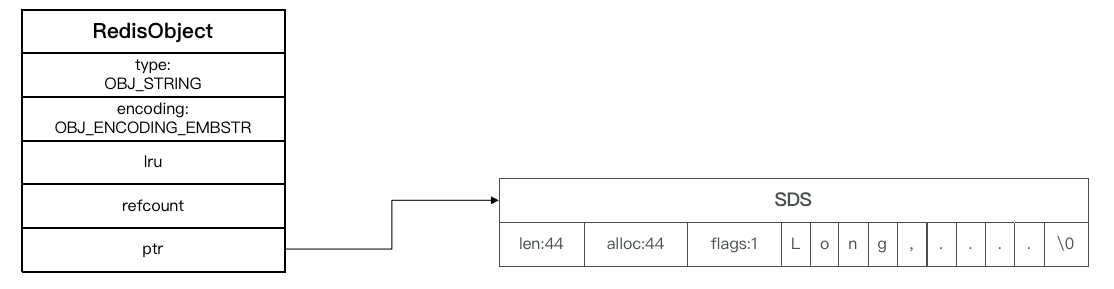 RedisObject
type:
OBJ_STRING
encoding:
OBJ_ENCODING_EMBSTR
lru
refcount
ptr
SDS
len:44 alloc:44 flags:1 L o n g , . . . . \0